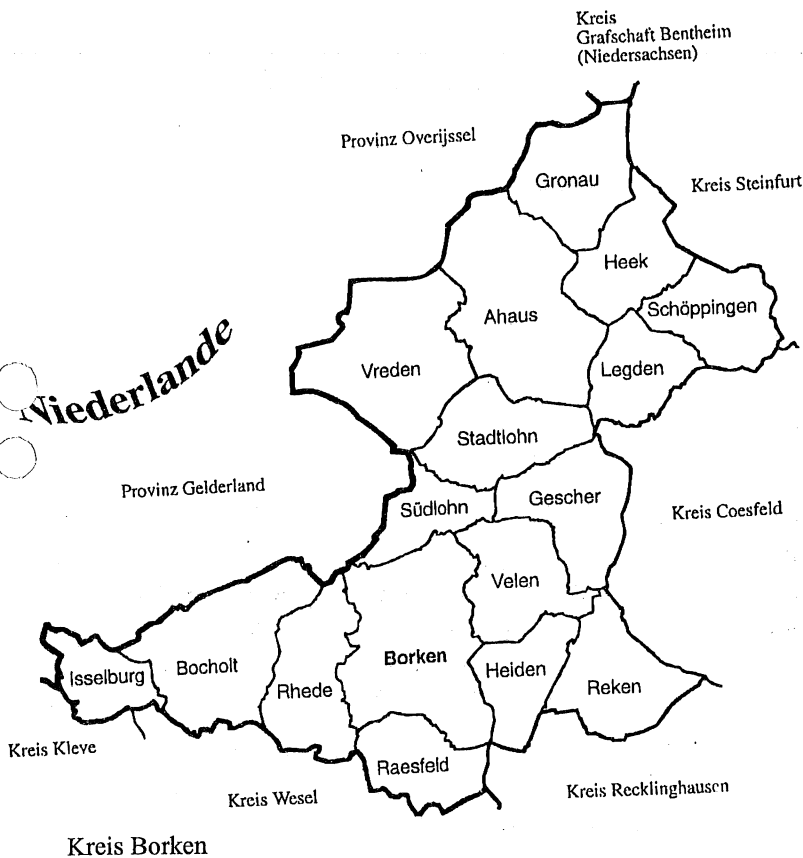 Kreis
Grafschaft Bentheim
(Niedersachsen)
Provinz Overijssel
Gronau
Kreis Steinfurt
Heek
Schöppingen
Ahaus
Niederlande
Vreden
Legden
Stadtlohn
Provinz Gelderland
Südlohn
Gescher
Kreis Coesfeld
Velen
Isselburg
Bocholt
Rhede
Borken
Heiden
Reken
Kreis Kleve
Raesfeld
Kreis Wesel
Kreis Recklinghausen
Kreis Borken